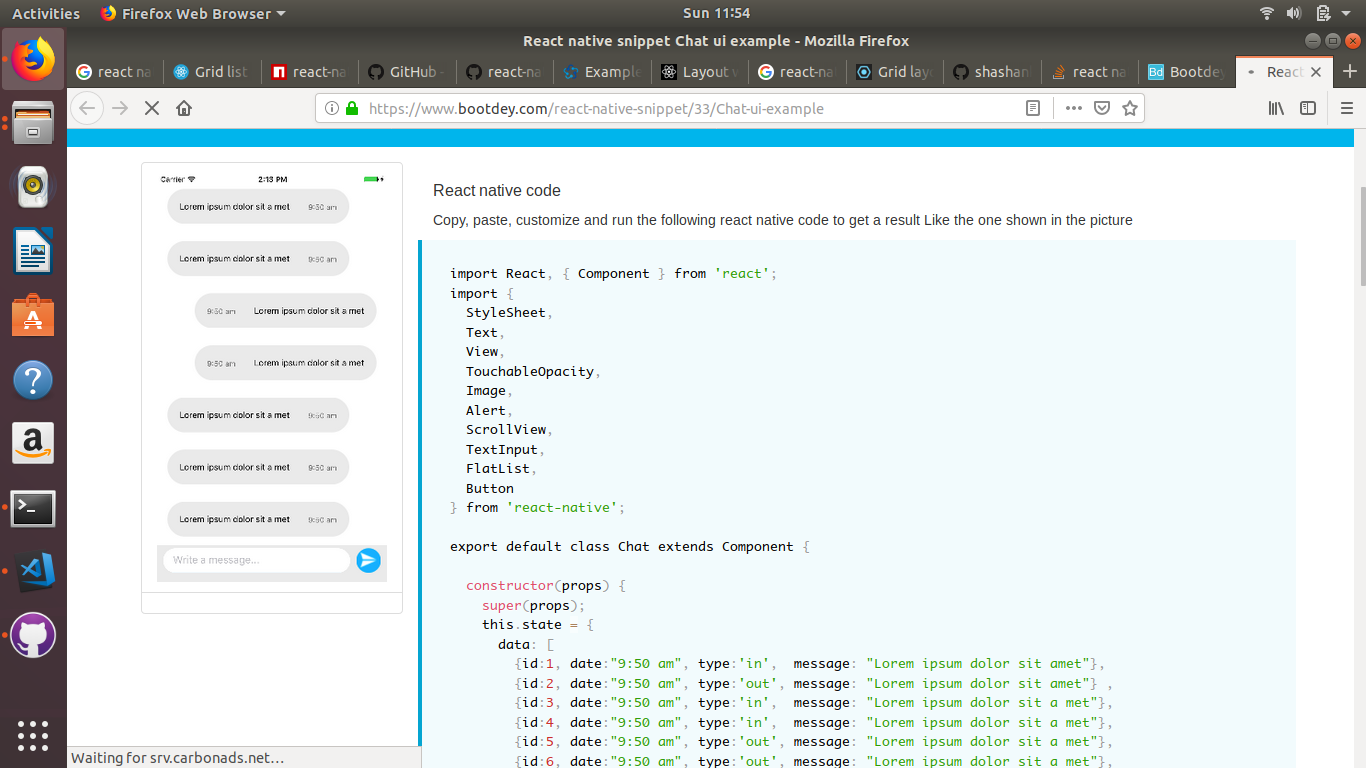 Activities
Firefox Web Browser
Sun 11:54
React native snippet Chat ui example - Mozilla Firefox
react na
Grid list
react-na
GitHub -
react-na
Example
Layout w
react-na
Grid layo
shashan
react na
Bootdey
React
https://www.bootdey.com/react-native-snippet/33/Chat-ui-example
Carrier
2:13 PM
Lorem ipsum dolor sit a met 9:50 am
Lorem ipsum dolor sit a met 9:50 am
9:50 am Lorem ipsum dolor sit a met
9:50 am Lorem ipsum dolor sit a met
Lorem ipsum dolor sit a met 9:50 am
Lorem ipsum dolor sit a met 9:50 am
Lorem ipsum dolor sit a met 9:50 am
Write a message...
React native code
Copy, paste, customize and run the following react native code to get a result Like the one shown in the picture
import React, { Component } from 'react';
import {
  StyleSheet,
  Text,
  View,
  TouchableOpacity,
  Image,
  Alert,
  ScrollView,
  TextInput,
  FlatList,
  Button
} from 'react-native';
export default class Chat extends Component {
  constructor(props) {
    super(props);
    this.state = {
      data: [
        {id:1, date:"9:50 am", type:'in',  message: "Lorem ipsum dolor sit amet"},
        {id:2, date:"9:50 am", type:'out', message: "Lorem ipsum dolor sit amet"} ,
        {id:3, date:"9:50 am", type:'in',  message: "Lorem ipsum dolor sit a met"},
        {id:4, date:"9:50 am", type:'in',  message: "Lorem ipsum dolor sit a met"},
        {id:5, date:"9:50 am", type:'out', message: "Lorem ipsum dolor sit a met"},
        {id:6, date:"9:50 am", type:'out', message: "Lorem ipsum dolor sit a met"},
Waiting for srv.carbonads.net…